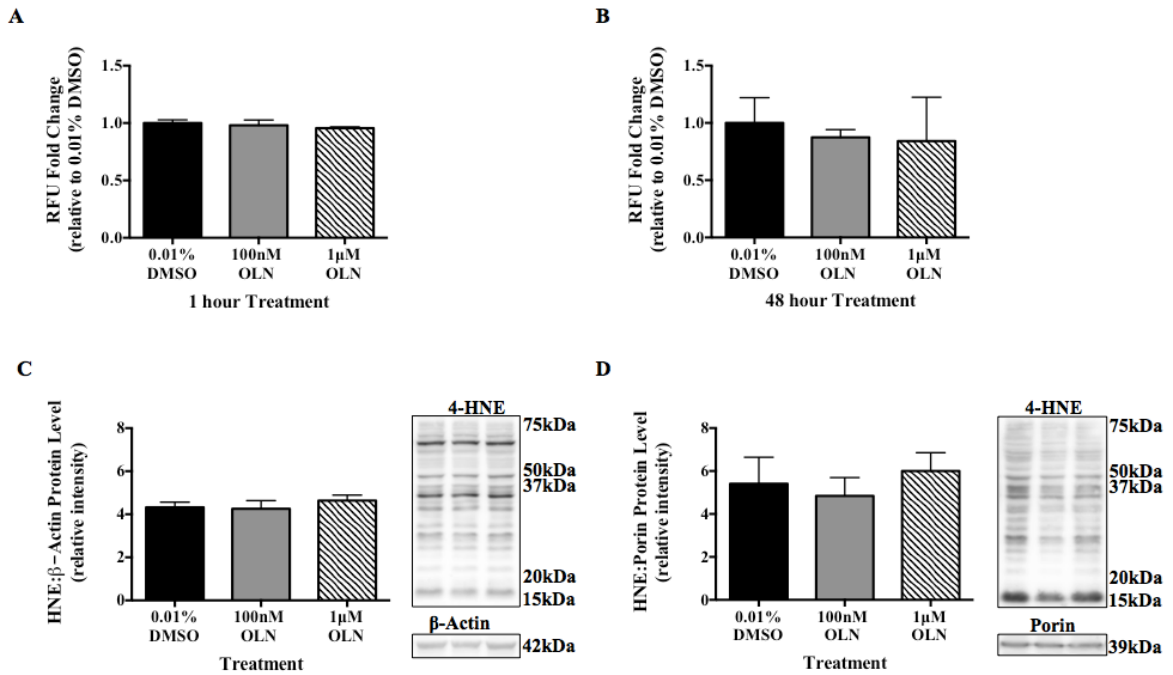 A
RFU Fold Change
(relative to 0.01% DMSO)
1.5
1.0
0.5
0.0
0.01%
DMSO
100nM
OLN
1μM
OLN
1 hour Treatment
B
RFU Fold Change
(relative to 0.01% DMSO)
1.5
1.0
0.5
0.0
0.01%
DMSO
100nM
OLN
1μM
OLN
48 hour Treatment
C
HNE:β-Actin Protein Level
(relative intensity)
8
6
4
2
0
0.01%
DMSO
100nM
OLN
1μM
OLN
Treatment
4-HNE
75kDa
50kDa
37kDa
20kDa
15kDa
β-Actin
42kDa
D
HNE:Porin Protein Level
(relative intensity)
8
6
4
2
0
0.01%
DMSO
100nM
OLN
1μM
OLN
Treatment
4-HNE
75kDa
50kDa
37kDa
20kDa
15kDa
Porin
39kDa